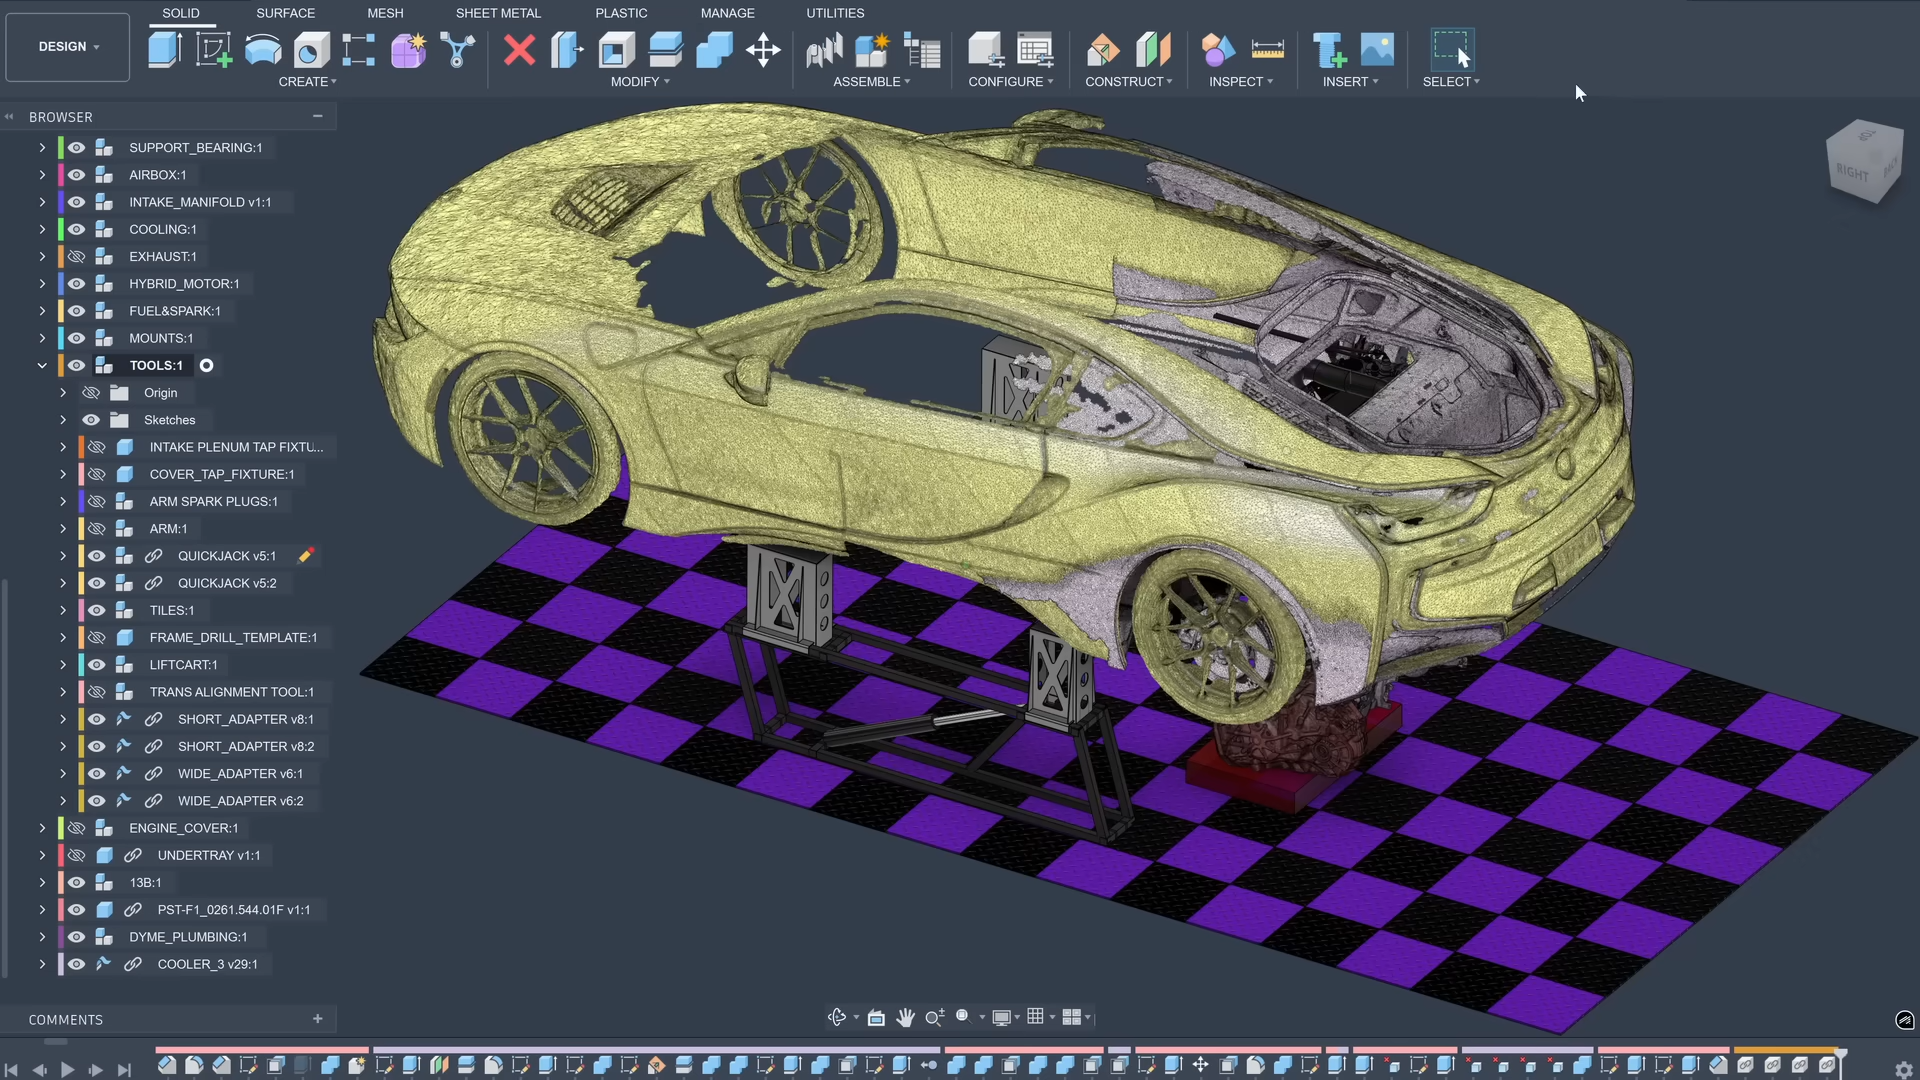 DESIGN
SOLID
SURFACE
MESH
SHEET METAL
PLASTIC
MANAGE
UTILITIES
CREATE
MODIFY
ASSEMBLE
CONFIGURE
CONSTRUCT
INSPECT
INSERT
SELECT
BROWSER
SUPPORT_BEARING:1
AIRBOX:1
INTAKE_MANIFOLD v1:1
COOLING:1
EXHAUST:1
HYBRID_MOTOR:1
FUEL&SPARK:1
MOUNTS:1
TOOLS:1
Origin
Sketches
INTAKE PLENUM TAP FIXTU...
COVER_TAP_FIXTURE:1
ARM SPARK PLUGS:1
ARM:1
QUICKJACK v5:1
QUICKJACK v5:2
TILES:1
FRAME_DRILL_TEMPLATE:1
LIFTCART:1
TRANS ALIGNMENT TOOL:1
SHORT_ADAPTER v8:1
SHORT_ADAPTER v8:2
WIDE_ADAPTER v6:1
WIDE_ADAPTER v6:2
ENGINE_COVER:1
UNDERTRAY v1:1
13B:1
PST-F1_0261.544.01F v1:1
DYME_PLUMBING:1
COOLER_3 v29:1
COMMENTS
TOP
RIGHT
BACK